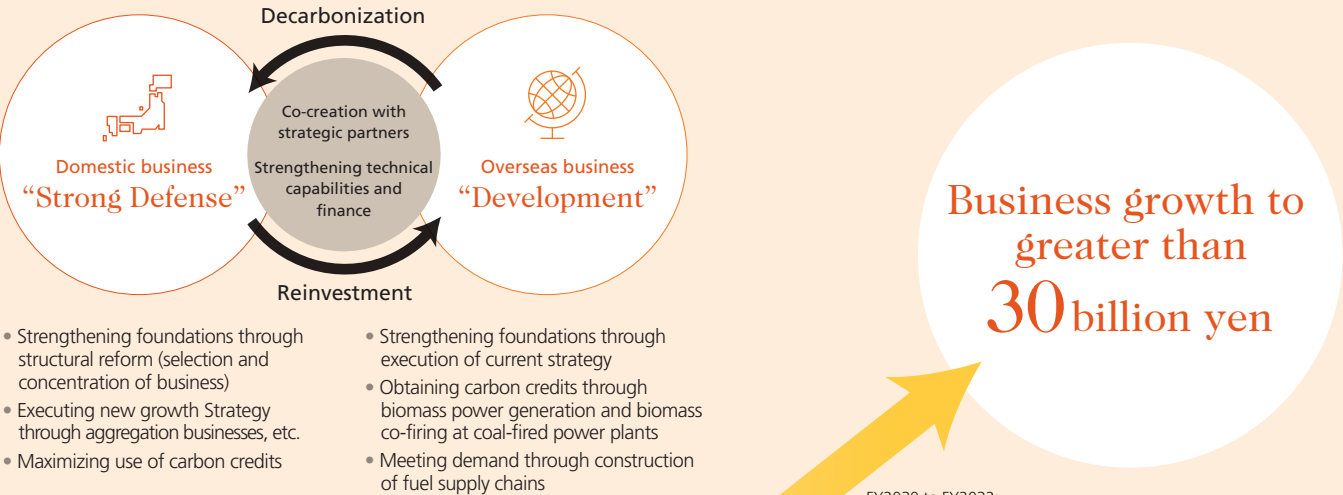 Decarbonization
Domestic business
“Strong Defense”
Co-creation with
strategic partners
Strengthening technical
capabilities and
finance
Overseas business
“Development”
Reinvestment
• Strengthening foundations through
structural reform (selection and
concentration of business)
• Executing new growth Strategy
through aggregation businesses, etc.
• Maximizing use of carbon credits
• Strengthening foundations through
execution of current strategy
• Obtaining carbon credits through
biomass power generation and biomass
co-firing at coal-fired power plants
• Meeting demand through construction
of fuel supply chains
Business growth to
greater than
30 billion yen